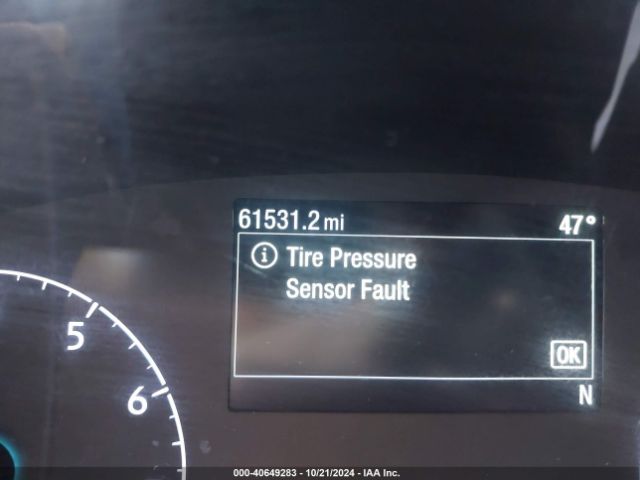 61531.2 mi 47°
Tire Pressure
Sensor Fault
OK
N
5
6
000-40649283 - 10/21/2024 - IAA Inc.